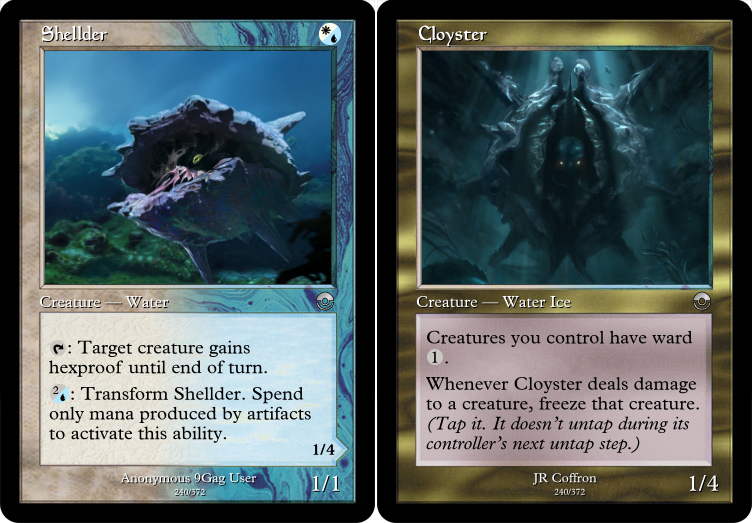 Shellder
Creature — Water
: Target creature gains
hexproof until end of turn.
2: Transform Shellder. Spend
only mana produced by artifacts
to activate this ability.
1/4
Anonymous 9Gag User
240/372
1/1
Cloyster
Creature — Water Ice
Creatures you control have ward
1.
Whenever Cloyster deals damage
to a creature, freeze that creature.
(Tap it. It doesn't untap during its
controller's next untap step.)
JR Coffron
240/372
1/4